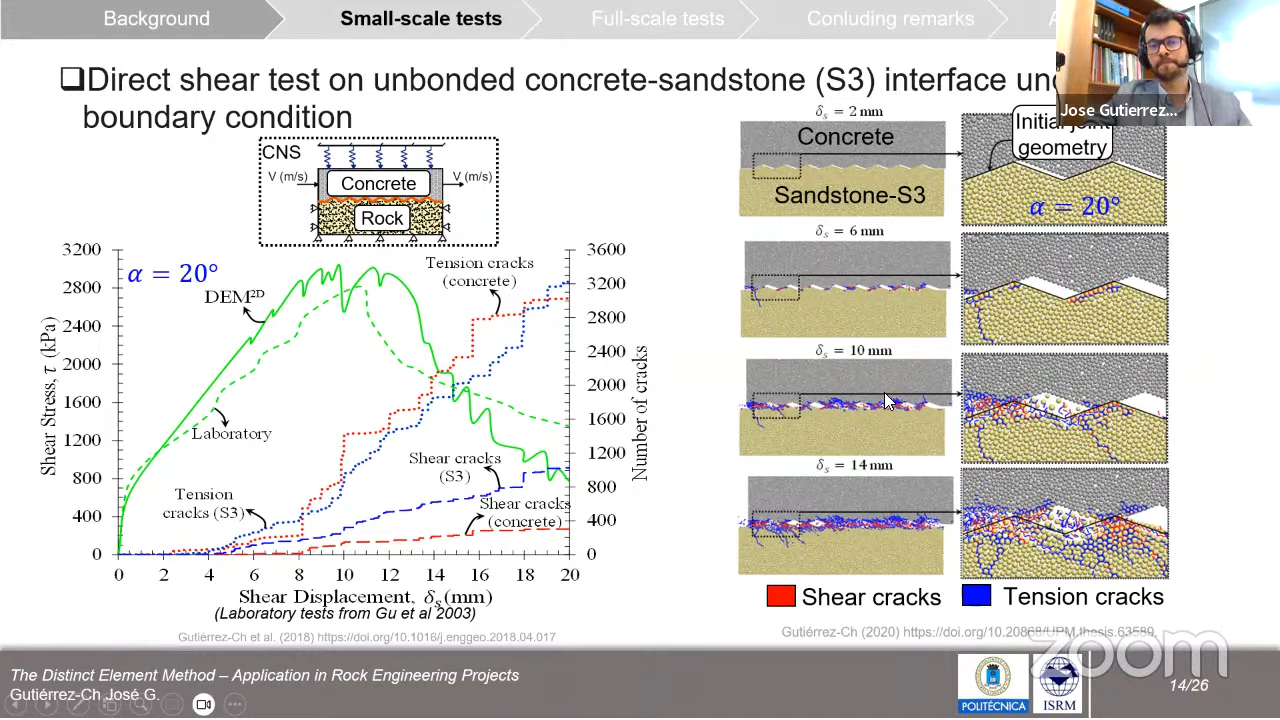 Background
Small-scale tests
Full-scale tests
Conluding remarks
A
❑Direct shear test on unbonded concrete-sandstone (S3) interface un
boundary condition
Jose Gutierrez...
CNS
V (m/s)
V (m/s)
Concrete
Rock
3200
2800
2400
2000
1600
1200
800
400
0
Shear Stress, τ (kPa)
α = 20°
DEM2D
Laboratory
Tension cracks
(concrete)
Tension
cracks (S3)
Shear cracks
(S3)
Shear cracks
(concrete)
3600
3200
2800
2400
2000
1600
1200
800
400
0
Number of cracks
0 2 4 6 8 10 12 14 16 18 20
Shear Displacement, δs (mm)
(Laboratory tests from Gu et al 2003)
Gutiérrez-Ch et al. (2018) https://doi.org/10.1016/j.enggeo.2018.04.017
δs = 2 mm
Concrete
Sandstone-S3
Initial joint
geometry
α = 20°
δs = 6 mm
δs = 10 mm
δs = 14 mm
Shear cracks
Tension cracks
Gutiérrez-Ch (2020) https://doi.org/10.20868/UPM.thesis.63589.
zoom
The Distinct Element Method – Application in Rock Engineering Projects
Gutiérrez-Ch José G.
POLITÉCNICA
ISRM
14/26